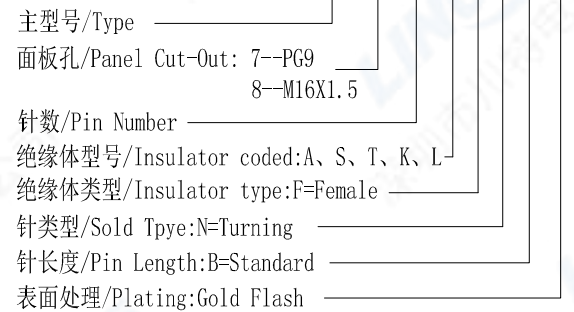 主型号/Type
面板孔/Panel Cut-Out: 7--PG9
8--M16X1.5
针数/Pin Number
绝缘体型号/Insulator coded:A、S、T、K、L
绝缘体类型/Insulator type:F=Female
针类型/Sold Tpye:N=Turning
针长度/Pin Length:B=Standard
表面处理/Plating:Gold Flash